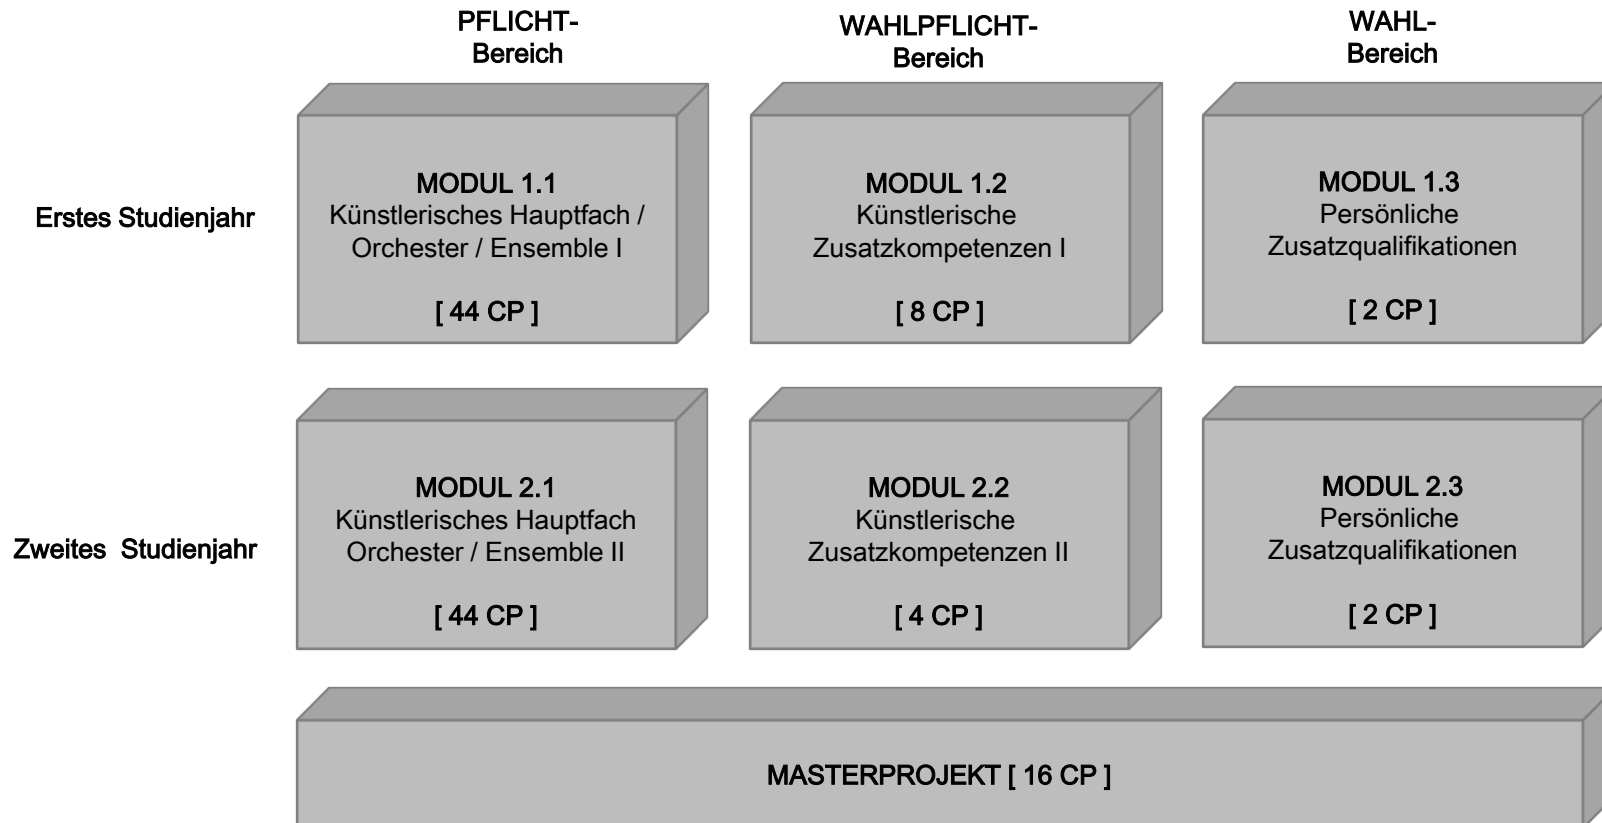 PFLICHT-
Bereich
WAHLPFLICHT-
Bereich
WAHL-
Bereich
Erstes Studienjahr
MODUL 1.1
Künstlerisches Hauptfach /
Orchester / Ensemble I
[ 44 CP ]
MODUL 1.2
Künstlerische
Zusatzkompetenzen I
[ 8 CP ]
MODUL 1.3
Persönliche
Zusatzqualifikationen
[ 2 CP ]
Zweites Studienjahr
MODUL 2.1
Künstlerisches Hauptfach
Orchester / Ensemble II
[ 44 CP ]
MODUL 2.2
Künstlerische
Zusatzkompetenzen II
[ 4 CP ]
MODUL 2.3
Persönliche
Zusatzqualifikationen
[ 2 CP ]
MASTERPROJEKT [ 16 CP ]